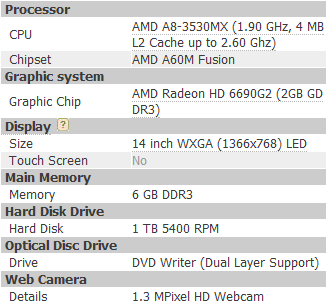 Processor
CPU AMD A8-3530MX (1.90 GHz, 4 MB
L2 Cache up to 2.60 Ghz)
Chipset AMD A60M Fusion
Graphic system
Graphic Chip AMD Radeon HD 6690G2 (2GB GD
DR3)
Display ?
Size 14 inch WXGA (1366x768) LED
Touch Screen No
Main Memory
Memory 6 GB DDR3
Hard Disk Drive
Hard Disk 1 TB 5400 RPM
Optical Disc Drive
Drive DVD Writer (Dual Layer Support)
Web Camera
Details 1.3 MPixel HD Webcam